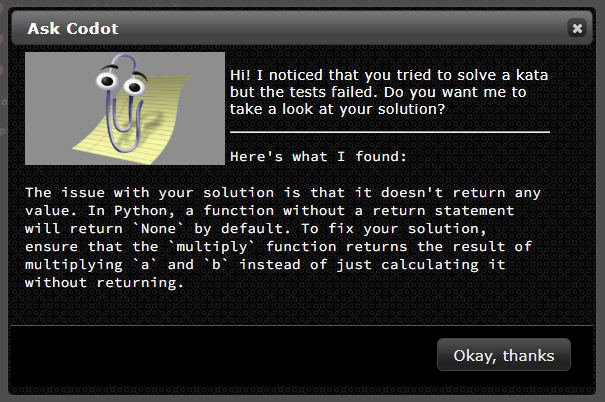 Ask Codot
Hi! I noticed that you tried to solve a kata
but the tests failed. Do you want me to
take a look at your solution?
Here's what I found:
The issue with your solution is that it doesn't return any
value. In Python, a function without a return statement
will return `None` by default. To fix your solution,
ensure that the `multiply` function returns the result of
multiplying `a` and `b` instead of just calculating it
without returning.
Okay, thanks